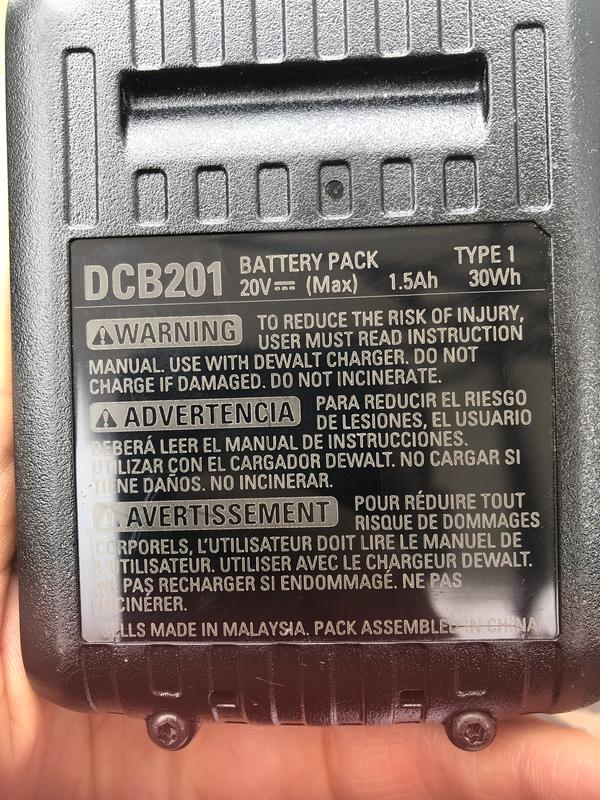 DCB201 BATTERY PACK TYPE 1
20V⎓ (Max) 1.5Ah 30Wh
⚠WARNING TO REDUCE THE RISK OF INJURY,
USER MUST READ INSTRUCTION
MANUAL. USE WITH DEWALT CHARGER. DO NOT
CHARGE IF DAMAGED. DO NOT INCINERATE.
⚠ADVERTENCIA PARA REDUCIR EL RIESGO
DE LESIONES, EL USUARIO
DEBERÁ LEER EL MANUAL DE INSTRUCCIONES.
UTILIZAR CON EL CARGADOR DEWALT. NO CARGAR SI
TIENE DAÑOS. NO INCINERAR.
⚠AVERTISSEMENT POUR RÉDUIRE TOUT
RISQUE DE DOMMAGES
CORPORELS, L'UTILISATEUR DOIT LIRE LE MANUEL DE
L'UTILISATEUR. UTILISER AVEC LE CHARGEUR DEWALT.
NE PAS RECHARGER SI ENDOMMAGÉ. NE PAS
INCINÉRER.
CELLS MADE IN MALAYSIA. PACK ASSEMBLED IN CHINA